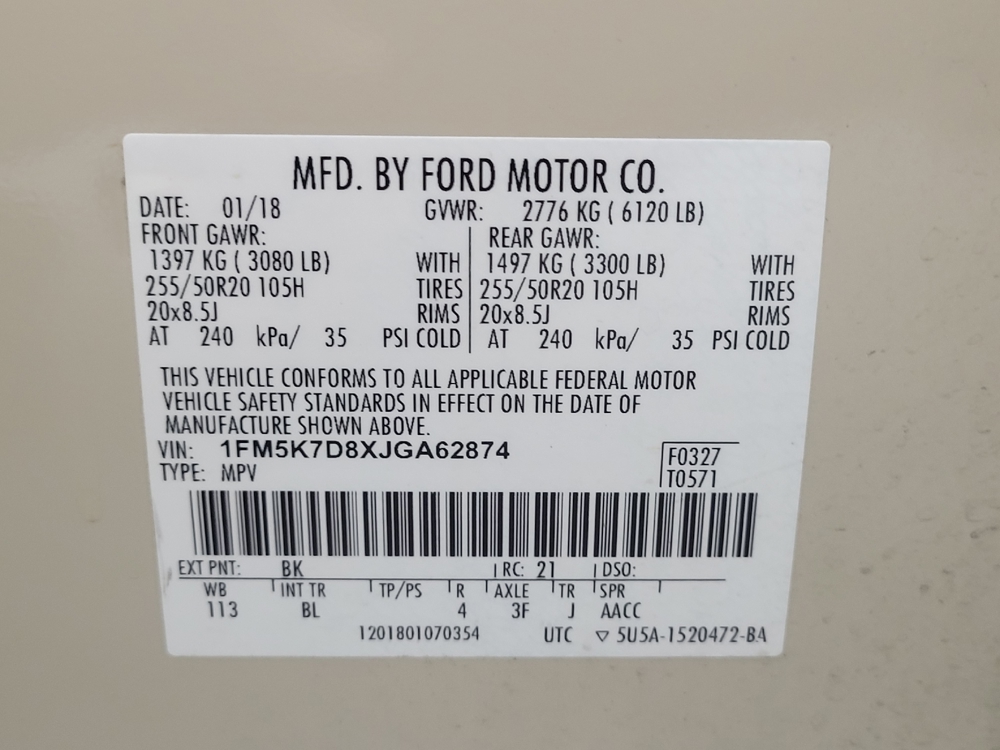 MFD. BY FORD MOTOR CO.
DATE: 01/18 GVWR: 2776 KG ( 6120 LB)
FRONT GAWR: REAR GAWR:
1397 KG ( 3080 LB) WITH 1497 KG ( 3300 LB) WITH
255/50R20 105H TIRES 255/50R20 105H TIRES
20x8.5J RIMS 20x8.5J RIMS
AT 240 kPa/ 35 PSI COLD AT 240 kPa/ 35 PSI COLD
THIS VEHICLE CONFORMS TO ALL APPLICABLE FEDERAL MOTOR
VEHICLE SAFETY STANDARDS IN EFFECT ON THE DATE OF
MANUFACTURE SHOWN ABOVE.
VIN: 1FM5K7D8XJGA62874 F0327
TYPE: MPV T0571
EXT PNT: BK RC: 21 DSO:
WB INT TR TP/PS R AXLE TR SPR
113 BL 4 3F J AACC
1201801070354 UTC ▽ 5U5A-1520472-BA